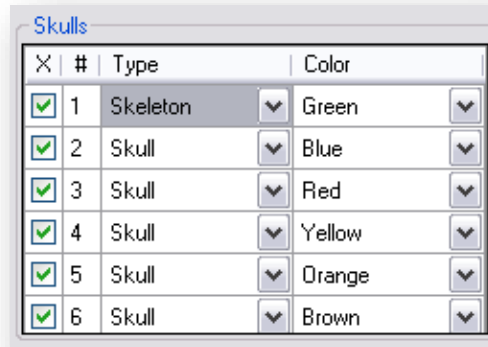 Skulls
X # Type Color
1 Skeleton Green
2 Skull Blue
3 Skull Red
4 Skull Yellow
5 Skull Orange
6 Skull Brown